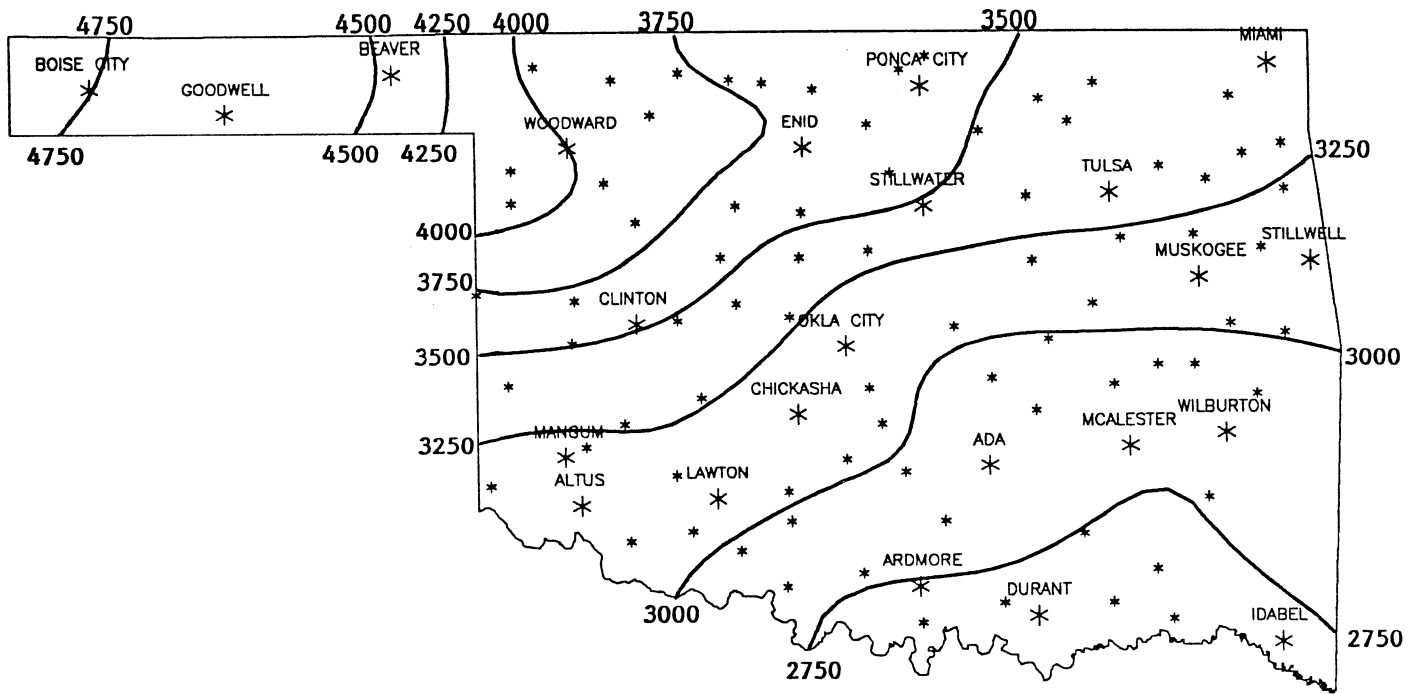 4750 4500 4250 4000 3750 3500
MIAMI
BEAVER
BOISE CITY
PONCA CITY
GOODWELL
WOODWARD
ENID
4750 4500 4250
3250
TULSA
STILLWATER
4000
STILLWELL
MUSKOGEE
3750
CLINTON
OKLA CITY
3500
3000
CHICKASHA
WILBURTON
MCALESTER
3250
MANGUM
ADA
LAWTON
ALTUS
ARDMORE
DURANT
3000
IDABEL
2750
2750